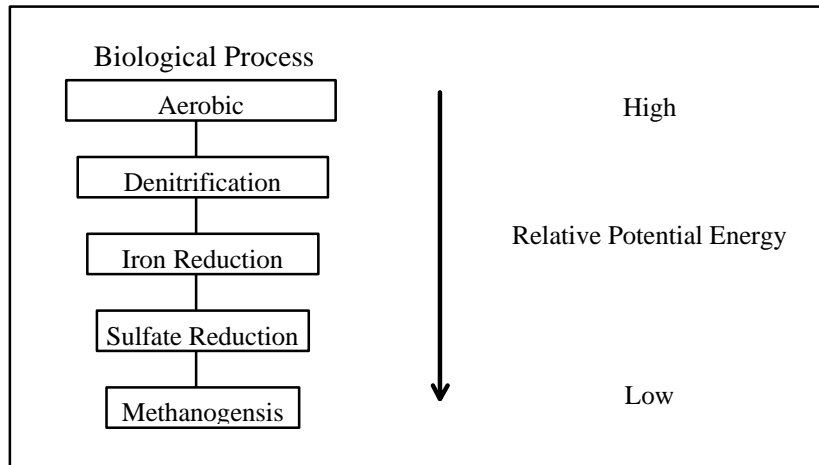 Biological Process
Aerobic
High
Denitrification
Relative Potential Energy
Iron Reduction
Sulfate Reduction
Low
Methanogensis